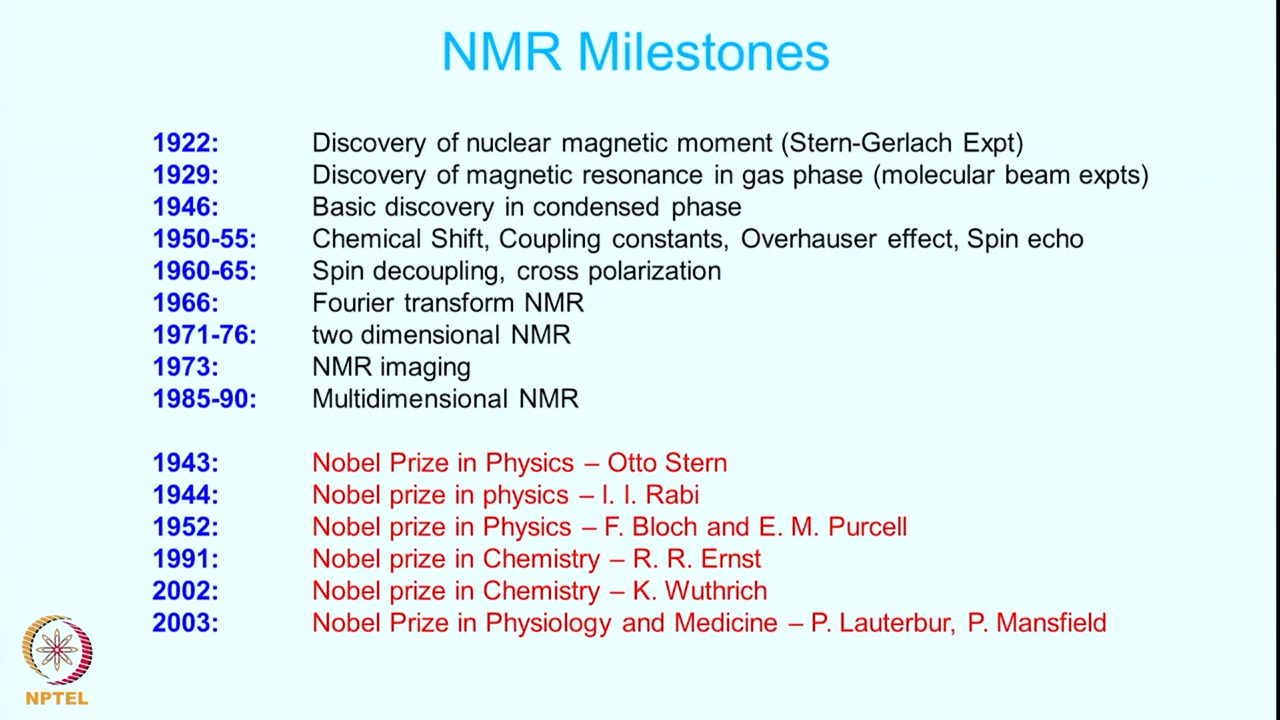 NMR Milestones
1922: Discovery of nuclear magnetic moment (Stern-Gerlach Expt)
1929: Discovery of magnetic resonance in gas phase (molecular beam expts)
1946: Basic discovery in condensed phase
1950-55: Chemical Shift, Coupling constants, Overhauser effect, Spin echo
1960-65: Spin decoupling, cross polarization
1966: Fourier transform NMR
1971-76: two dimensional NMR
1973: NMR imaging
1985-90: Multidimensional NMR
1943: Nobel Prize in Physics – Otto Stern
1944: Nobel prize in physics – I. I. Rabi
1952: Nobel prize in Physics – F. Bloch and E. M. Purcell
1991: Nobel prize in Chemistry – R. R. Ernst
2002: Nobel prize in Chemistry – K. Wuthrich
2003: Nobel Prize in Physiology and Medicine – P. Lauterbur, P. Mansfield
NPTEL